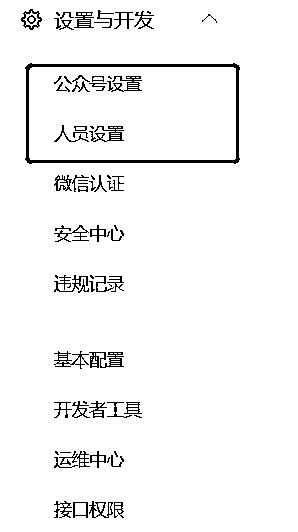 设置与开发
公众号设置
人员设置
微信认证
安全中心
违规记录
基本配置
开发者工具
运维中心
接口权限